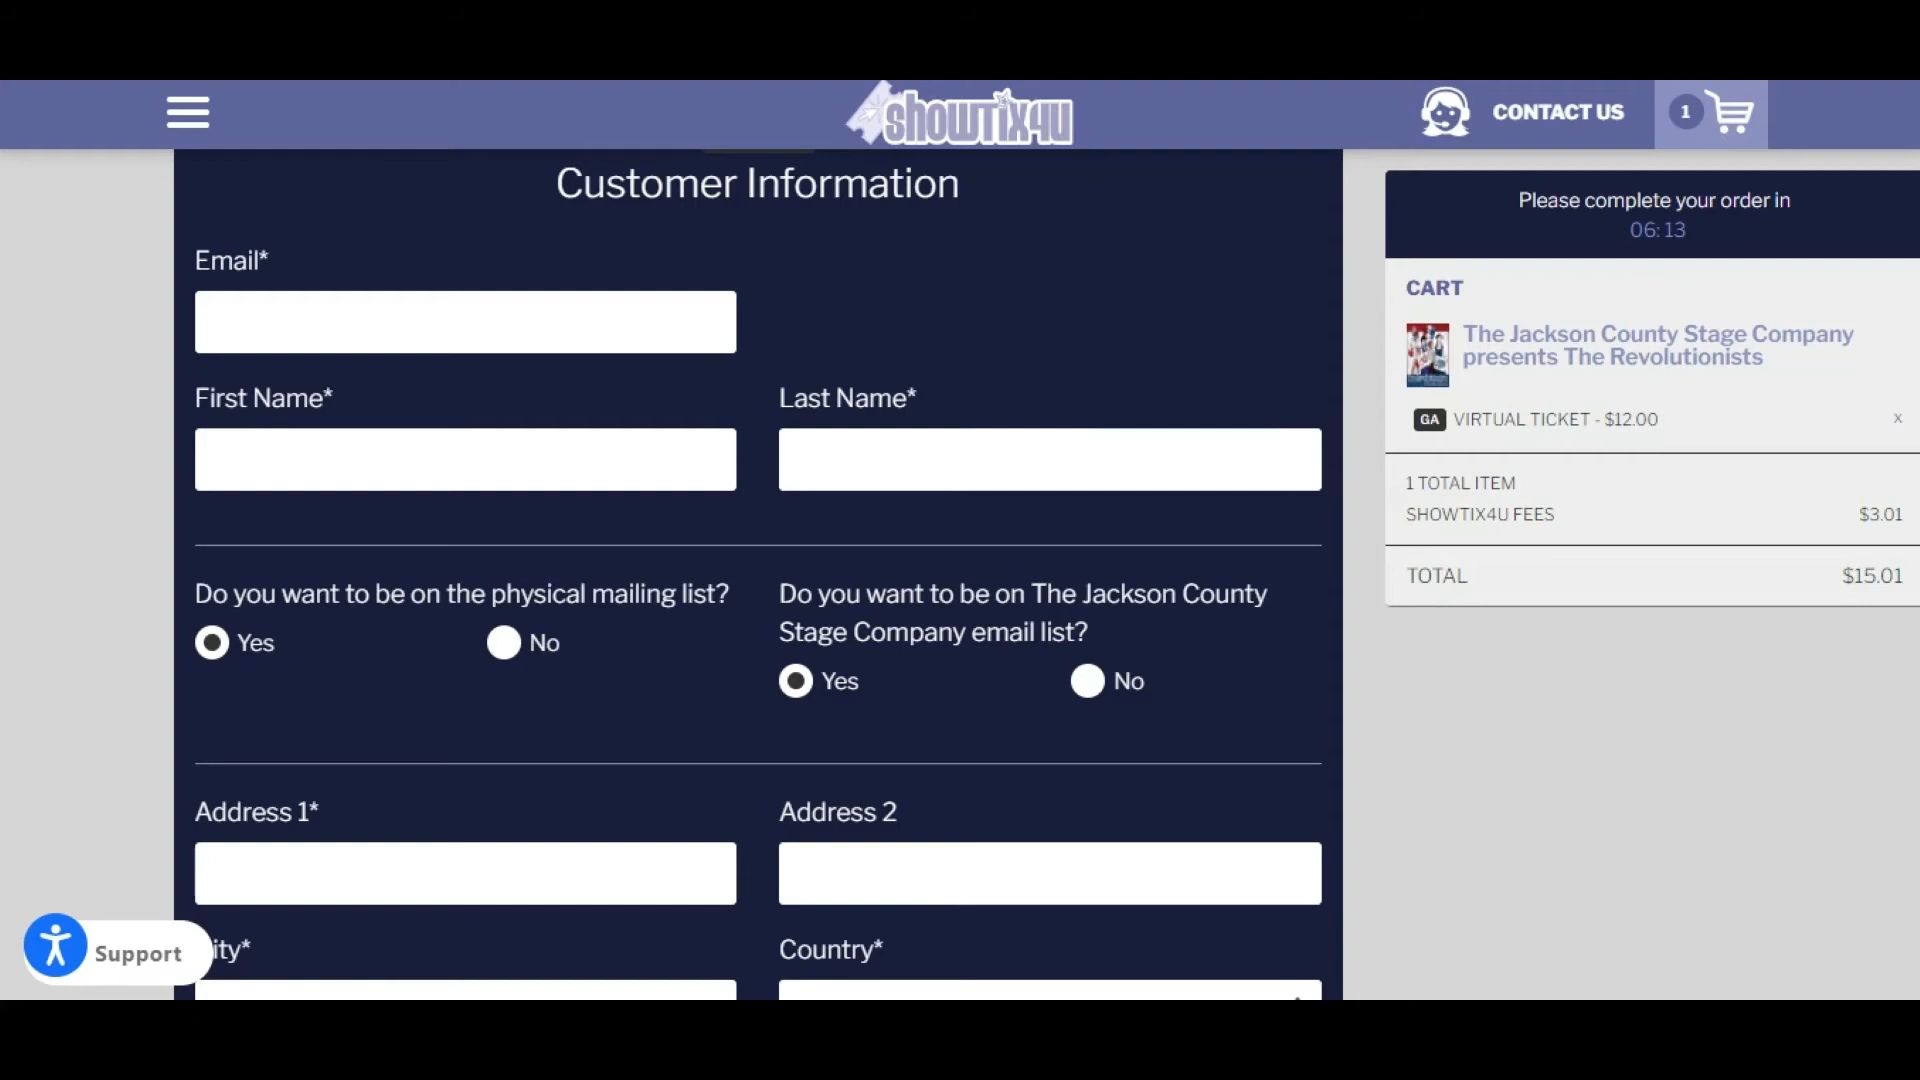 showtix4u
CONTACT US
1
Customer Information
Email*
First Name*
Last Name*
Do you want to be on the physical mailing list?
Yes
No
Do you want to be on The Jackson County
Stage Company email list?
Yes
No
Address 1*
Address 2
ity*
Country*
Support
Please complete your order in
06:13
CART
The Jackson County Stage Company
presents The Revolutionists
GA VIRTUAL TICKET - $12.00 x
1 TOTAL ITEM
SHOWTIX4U FEES $3.01
TOTAL $15.01